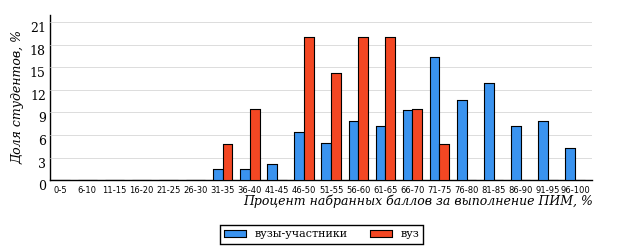 Доля студентов, %
21
18
15
12
9
6
3
0
0-5 6-10 11-15 16-20 21-25 26-30 31-35 36-40 41-45 46-50 51-55 56-60 61-65 66-70 71-75 76-80 81-85 86-90 91-95 96-100
Процент набранных баллов за выполнение ПИМ, %
вузы-участники вуз